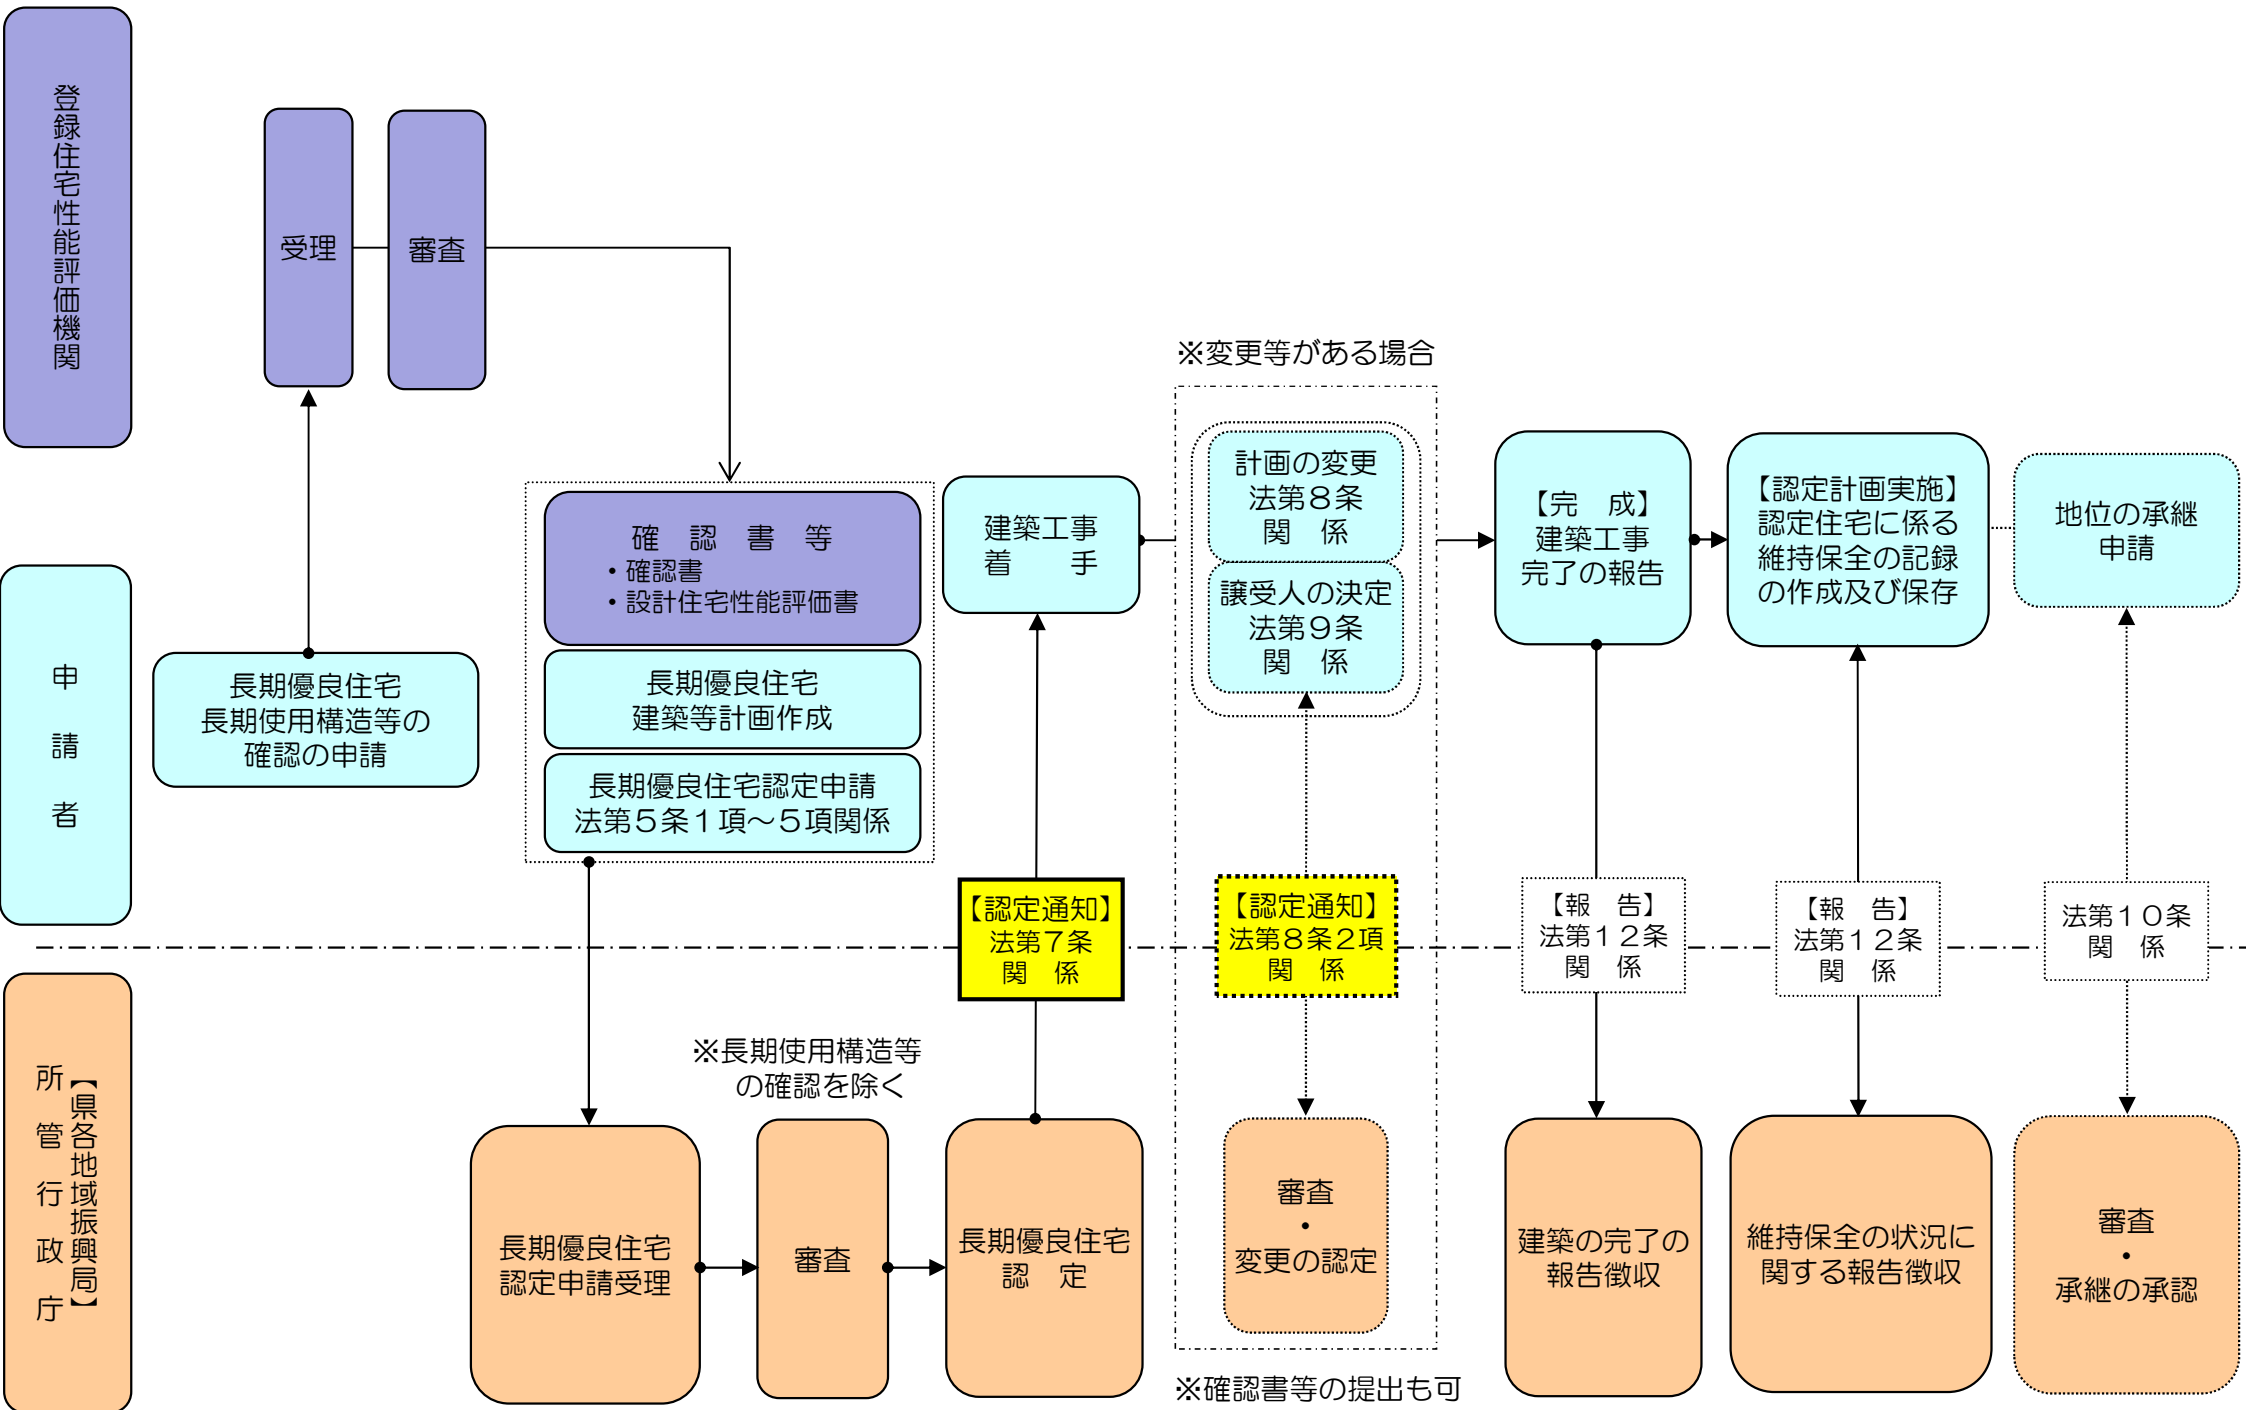 登録住宅性能評価機関
受理
審査
※変更等がある場合
確　認　書　等
・確認書
・設計住宅性能評価書
建築工事
着　　手
計画の変更
法第８条
関　係
譲受人の決定
法第９条
関　係
【完　成】
建築工事
完了の報告
【認定計画実施】
認定住宅に係る
維持保全の記録
の作成及び保存
地位の承継
申請
申請者
長期優良住宅
長期使用構造等の
確認の申請
長期優良住宅
建築等計画作成
長期優良住宅認定申請
法第５条１項～５項関係
【認定通知】
法第７条
関　係
【認定通知】
法第８条２項
関　係
【報　告】
法第１２条
関　係
【報　告】
法第１２条
関　係
法第１０条
関　係
所管行政庁
【県各地域振興局】
※長期使用構造等
の確認を除く
長期優良住宅
認定申請受理
審査
長期優良住宅
認　定
審査
・
変更の認定
建築の完了の
報告徴収
維持保全の状況に
関する報告徴収
審査
・
承継の承認
※確認書等の提出も可